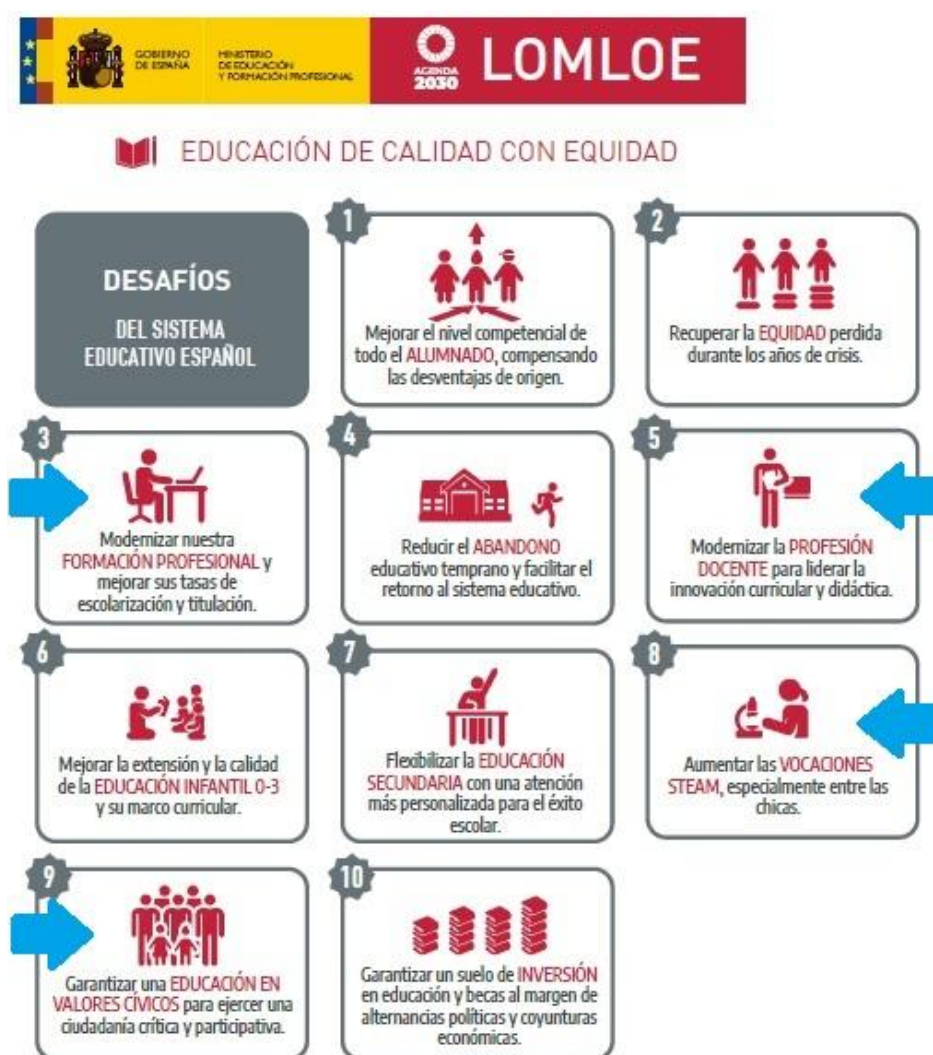 GOBIERNO
DE ESPAÑA
MINISTERIO
DE EDUCACIÓN
Y FORMACIÓN PROFESIONAL
AGENDA
2030
LOMLOE
EDUCACIÓN DE CALIDAD CON EQUIDAD
DESAFÍOS
DEL SISTEMA
EDUCATIVO ESPAÑOL
1
Mejorar el nivel competencial de
todo el ALUMNADO, compensando
las desventajas de origen.
2
Recuperar la EQUIDAD perdida
durante los años de crisis.
3
Modernizar nuestra
FORMACIÓN PROFESIONAL y
mejorar sus tasas de
escolarización y titulación.
4
Reducir el ABANDONO
educativo temprano y facilitar el
retorno al sistema educativo.
5
Modernizar la PROFESIÓN
DOCENTE para liderar la
innovación curricular y didáctica.
6
Mejorar la extensión y la calidad
de la EDUCACIÓN INFANTIL 0-3
y su marco curricular.
7
Flexibilizar la EDUCACIÓN
SECUNDARIA con una atención
más personalizada para el éxito
escolar.
8
Aumentar las VOCACIONES
STEAM, especialmente entre las
chicas.
9
Garantizar una EDUCACIÓN EN
VALORES CÍVICOS para ejercer una
ciudadanía crítica y participativa.
10
Garantizar un suelo de INVERSIÓN
en educación y becas al margen de
alternancias políticas y coyunturas
económicas.